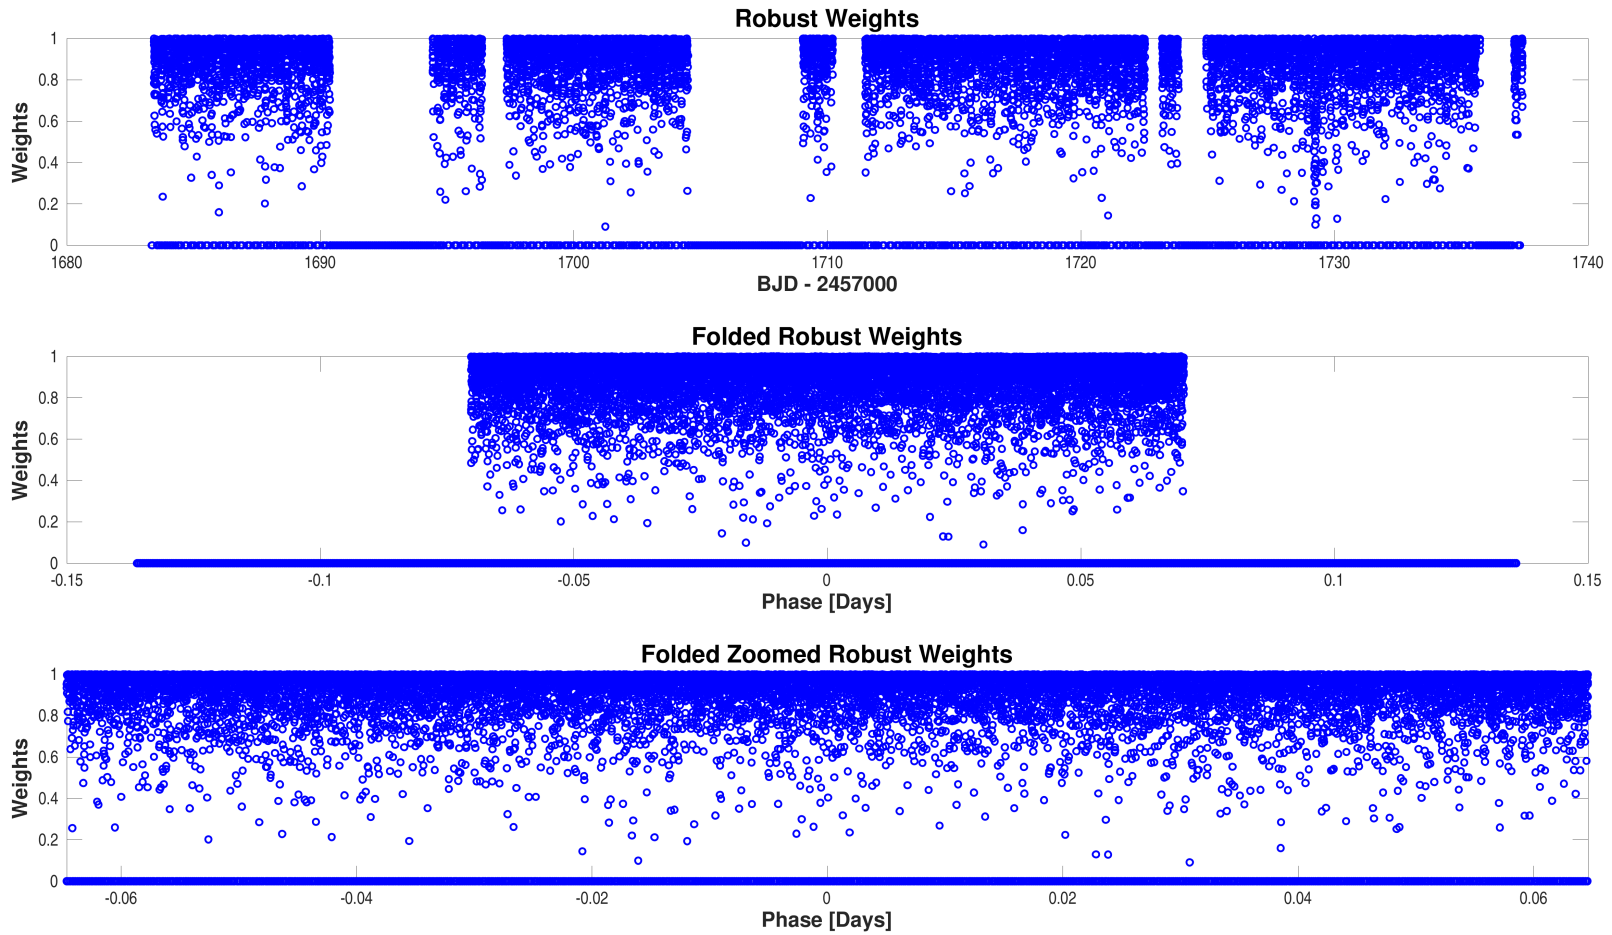 Robust Weights
1
0.8
0.6
0.4
0.2
0
Weights
1680 1690 1700 1710 1720 1730 1740
BJD - 2457000
Folded Robust Weights
1
0.8
0.6
0.4
0.2
0
Weights
-0.15 -0.1 -0.05 0 0.05 0.1 0.15
Phase [Days]
Folded Zoomed Robust Weights
1
0.8
0.6
0.4
0.2
0
Weights
-0.06 -0.04 -0.02 0 0.02 0.04 0.06
Phase [Days]